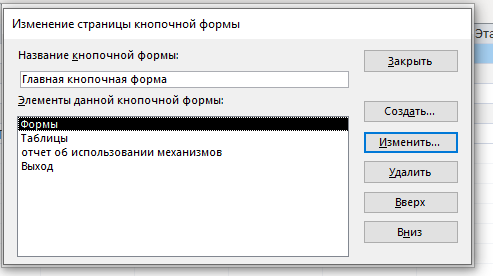 Изменение страницы кнопочной формы
Эта
Название кнопочной формы:
Закрыть
Главная кнопочная форма
Элементы данной кнопочной формы:
Создать...
Формы
Таблицы
Изменить...
отчет об использовании механизмов
Выход
Удалить
Вверх
Вниз